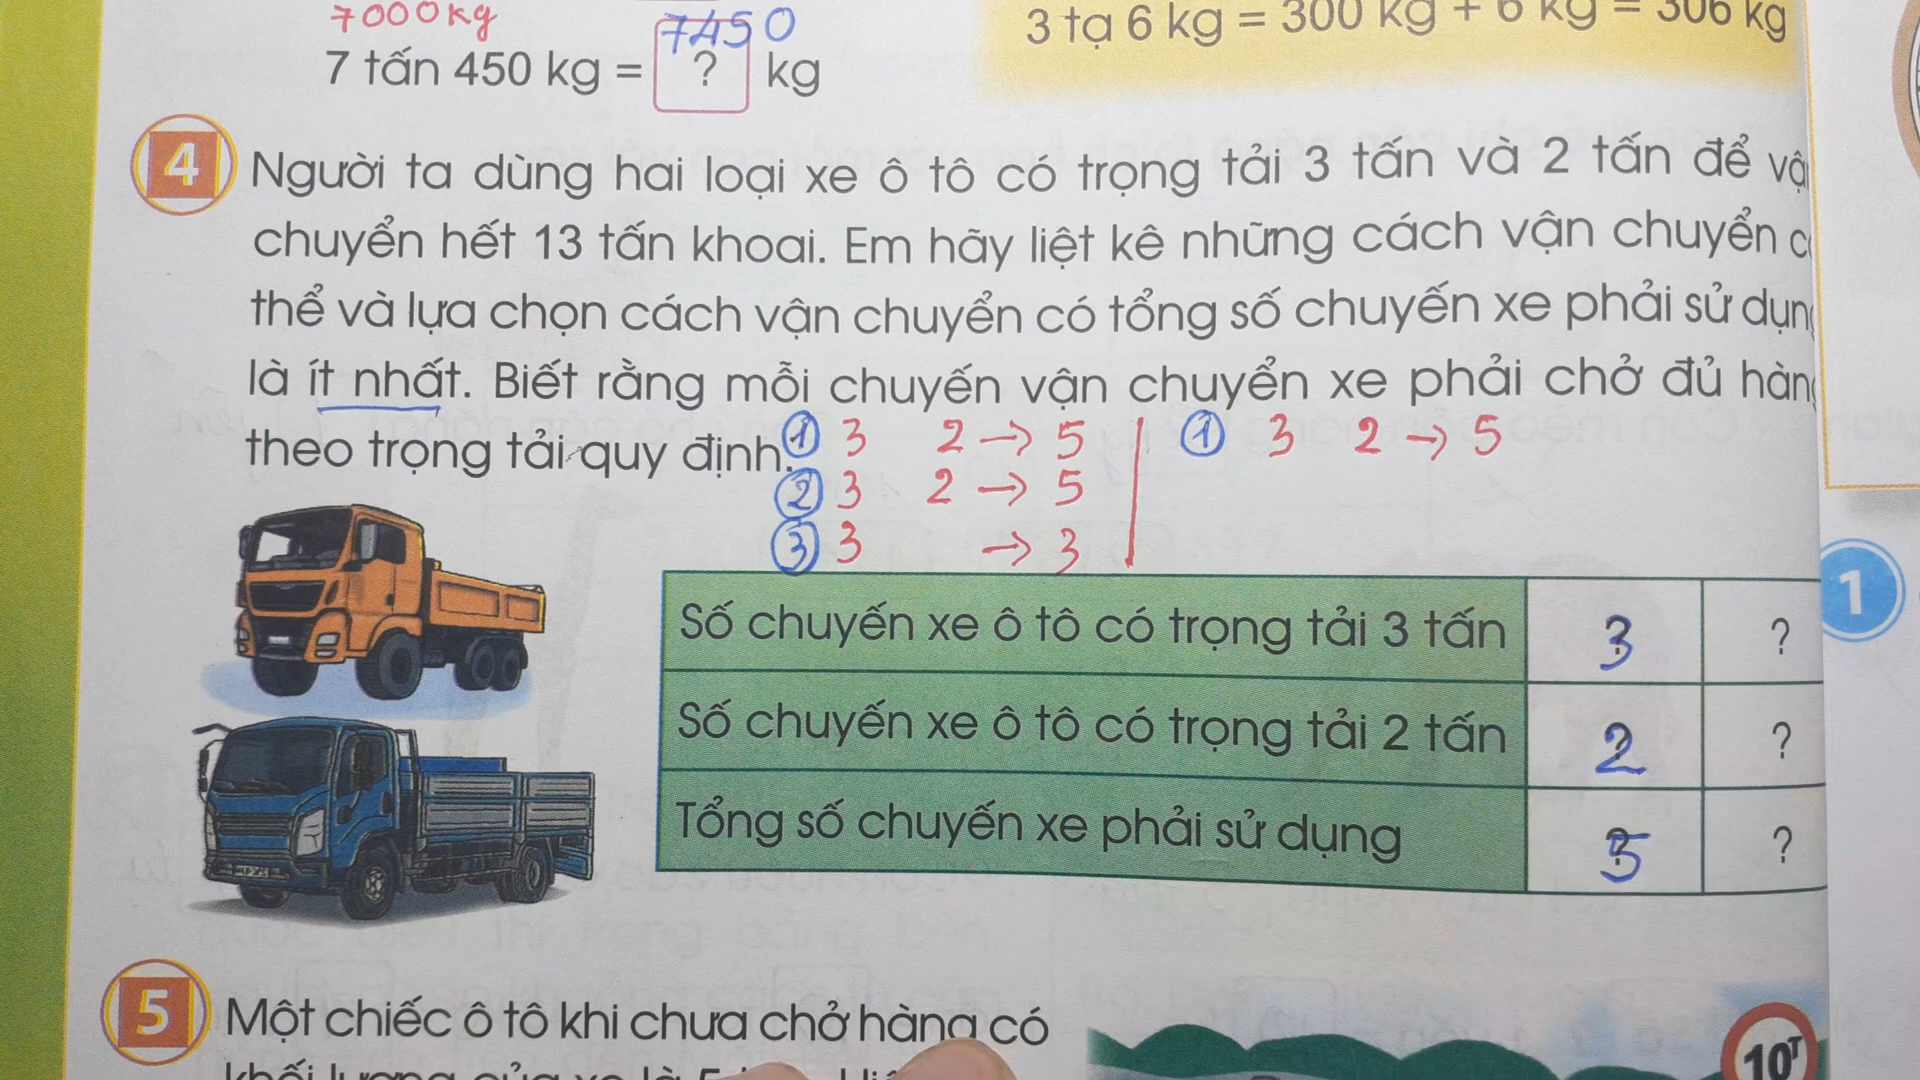 7000kg
7450
7 tấn 450 kg = ? kg
3 tạ 6 kg = 300 kg + 6 kg = 306 kg
4 Người ta dùng hai loại xe ô tô có trọng tải 3 tấn và 2 tấn để
chuyển hết 13 tấn khoai. Em hãy liệt kê những cách vận chuyển
thể và lựa chọn cách vận chuyển có tổng số chuyến xe phải sử
là ít nhất. Biết rằng mỗi chuyến vận chuyển xe phải chở đủ
theo trọng tải quy định.
1 3 2 → 5
2 3 2 → 5
3 3 → 3
1 3 2 → 5
Số chuyến xe ô tô có trọng tải 3 tấn 3 ?
Số chuyến xe ô tô có trọng tải 2 tấn 2 ?
Tổng số chuyến xe phải sử dụng 5 ?
1
5 Một chiếc ô tô khi chưa chở hàng có
10T